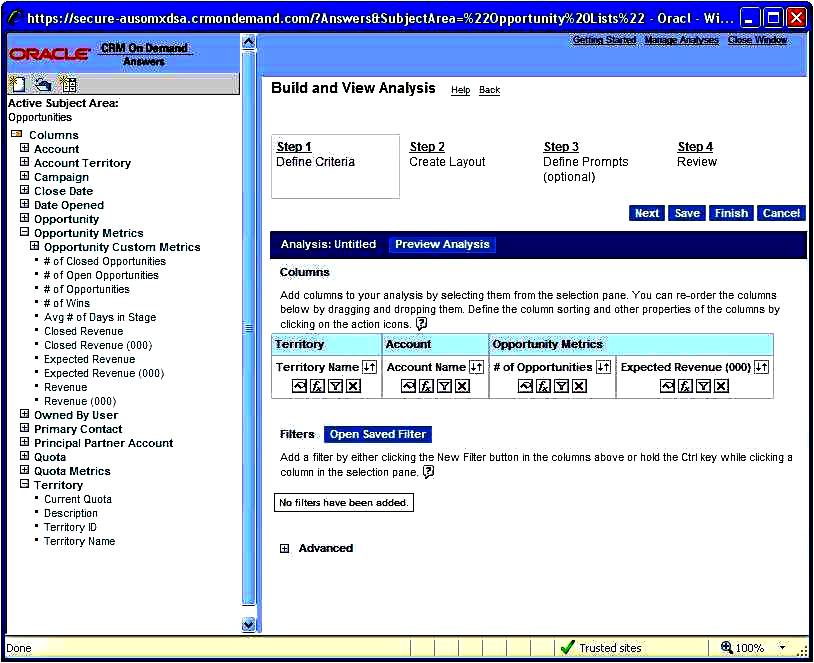 https://secure-ausomxdsa.crmondemand.com/?Answers&SubjectArea=%22Opportunity%20Lists%22 - Oracl - Wi...
ORACLE CRM On Demand
Answers
Getting Started Manage Analyses Close Window
Active Subject Area:
Opportunities
Columns
Account
Account Territory
Campaign
Close Date
Date Opened
Opportunity
Opportunity Metrics
Opportunity Custom Metrics
# of Closed Opportunities
# of Open Opportunities
# of Opportunities
# of Wins
Avg # of Days in Stage
Closed Revenue
Closed Revenue (000)
Expected Revenue
Expected Revenue (000)
Revenue
Revenue (000)
Owned By User
Primary Contact
Principal Partner Account
Quota
Quota Metrics
Territory
Current Quota
Description
Territory ID
Territory Name
Build and View Analysis Help Back
Step 1 Step 2 Step 3 Step 4
Define Criteria Create Layout Define Prompts Review
(optional)
Next Save Finish Cancel
Analysis: Untitled Preview Analysis
Columns
Add columns to your analysis by selecting them from the selection pane. You can re-order the columns
below by dragging and dropping them. Define the column sorting and other properties of the columns by
clicking on the action icons.
Territory Account Opportunity Metrics
Territory Name Account Name # of Opportunities Expected Revenue (000)
Filters Open Saved Filter
Add a filter by either clicking the New Filter button in the columns above or hold the Ctrl key while clicking a
column in the selection pane.
No filters have been added.
Advanced
Done Trusted sites 100%